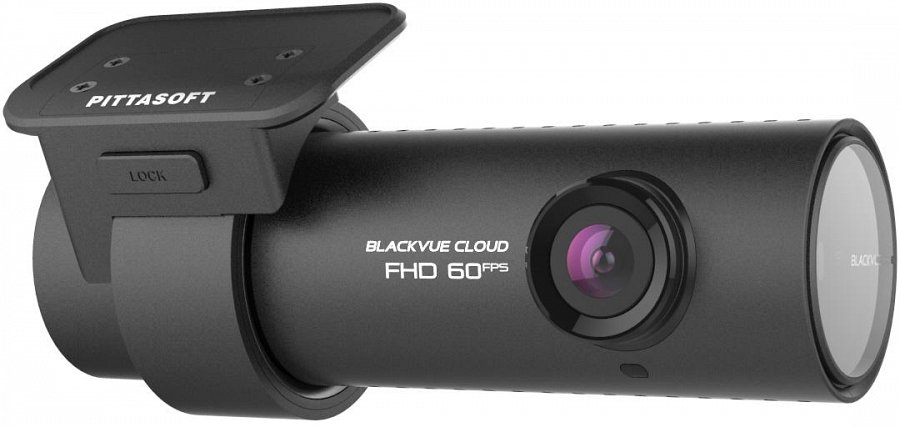 PITTASOFT
LOCK
BLACKVUE CLOUD
FHD 60FPS